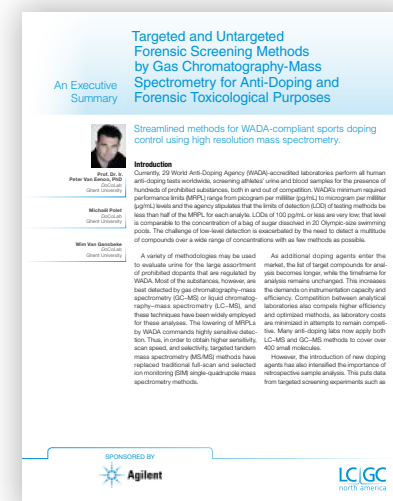 Targeted and Untargeted
Forensic Screening Methods
by Gas Chromatography-Mass
Spectrometry for Anti-Doping and
Forensic Toxicological Purposes
An Executive
Summary
Prof. Dr. Ir.
Peter Van Eenoo, PhD
DoCoLab
Ghent University
Michaël Polet
DoCoLab
Ghent University
Wim Van Gansbeke
DoCoLab
Ghent University
Streamlined methods for WADA-compliant sports doping
control using high resolution mass spectrometry.
Introduction
Currently, 29 World Anti-Doping Agency (WADA)-accredited laboratories perform all human
anti-doping tests worldwide, screening athletes' urine and blood samples for the presence of
hundreds of prohibited substances, both in and out of competition. WADA's minimum required
performance limits (MRPL) range from picogram per milliliter (pg/mL) to microgram per milliliter
(µg/mL) levels and the agency stipulates that the limits of detection (LOD) of testing methods is
less than half of the MRPL for each analyte. LODs of 100 pg/mL or less are very low; that level
is comparable to the concentration of a bag of sugar dissolved in 20 Olympic-size swimming
pools. The challenge of low-level detection is exacerbated by the need to detect a multitude
of compounds over a wide range of concentrations with as few methods as possible.
A variety of methodologies may be used
to evaluate urine for the large assortment
of prohibited dopants that are regulated by
WADA. Most of the substances, however, are
best detected by gas chromatography–mass
spectrometry (GC–MS) or liquid chromatog-
raphy–mass spectrometry (LC–MS), and
these techniques have been widely employed
for these analyses. The lowering of MRPLs
by WADA commands highly sensitive detec-
tion. Thus, in order to obtain higher sensitivity,
scan speed, and selectivity, targeted tandem
mass spectrometry (MS/MS) methods have
replaced traditional full-scan and selected
ion monitoring (SIM) single-quadrupole mass
spectrometry methods.
As additional doping agents enter the
market, the list of target compounds for anal-
ysis becomes longer, while the timeframe for
analysis remains unchanged. This increases
the demands on instrumentation capacity and
efficiency. Competition between analytical
laboratories also compels higher efficiency
and optimized methods, as laboratory costs
are minimized in attempts to remain competi-
tive. Many anti-doping labs now apply both
LC–MS and GC–MS methods to cover over
400 small molecules.
However, the introduction of new doping
agents has also intensified the importance of
retrospective sample analysis. This puts data
from targeted screening experiments such as
SPONSORED BY
Agilent
LC|GC
north america